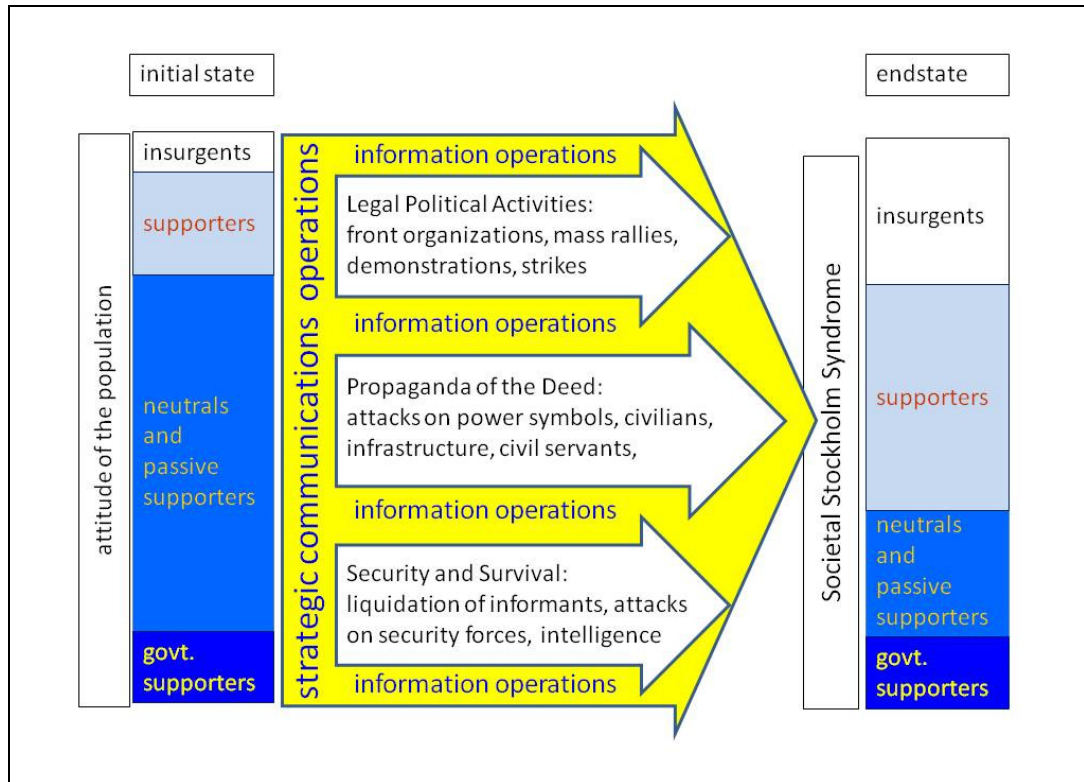 initial state
endstate
attitude of the population
insurgents
supporters
neutrals
and
passive
supporters
govt.
supporters
strategic communications operations
information operations
Legal Political Activities:
front organizations, mass rallies,
demonstrations, strikes
information operations
Propaganda of the Deed:
attacks on power symbols, civilians,
infrastructure, civil servants,
information operations
Security and Survival:
liquidation of informants, attacks
on security forces, intelligence
information operations
Societal Stockholm Syndrome
insurgents
supporters
neutrals
and
passive
supporters
govt.
supporters